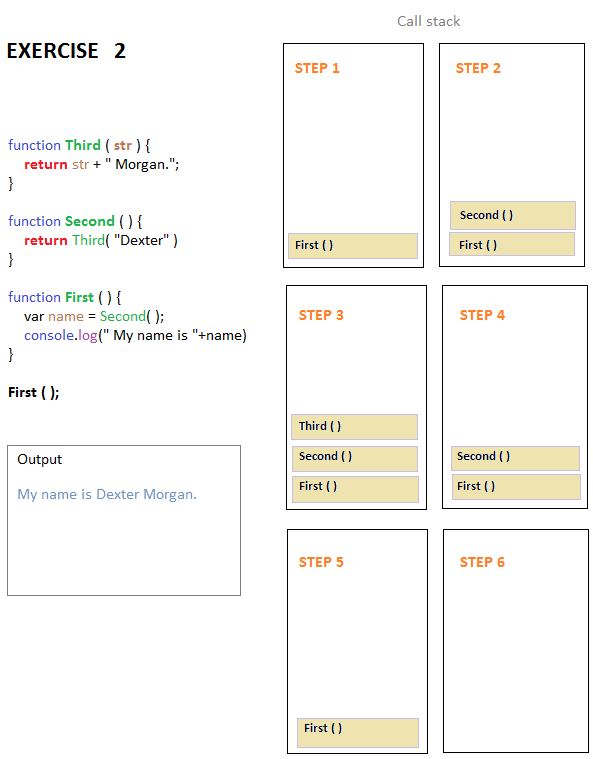 Call stack
EXERCISE 2
function Third ( str ) {
return str + " Morgan.";
}
function Second ( ) {
return Third( "Dexter" )
}
function First ( ) {
var name = Second( );
console.log(" My name is "+name)
}
First ( );
Output
My name is Dexter Morgan.
STEP 1
First ( )
STEP 2
Second ( )
First ( )
STEP 3
Third ( )
Second ( )
First ( )
STEP 4
Second ( )
First ( )
STEP 5
First ( )
STEP 6